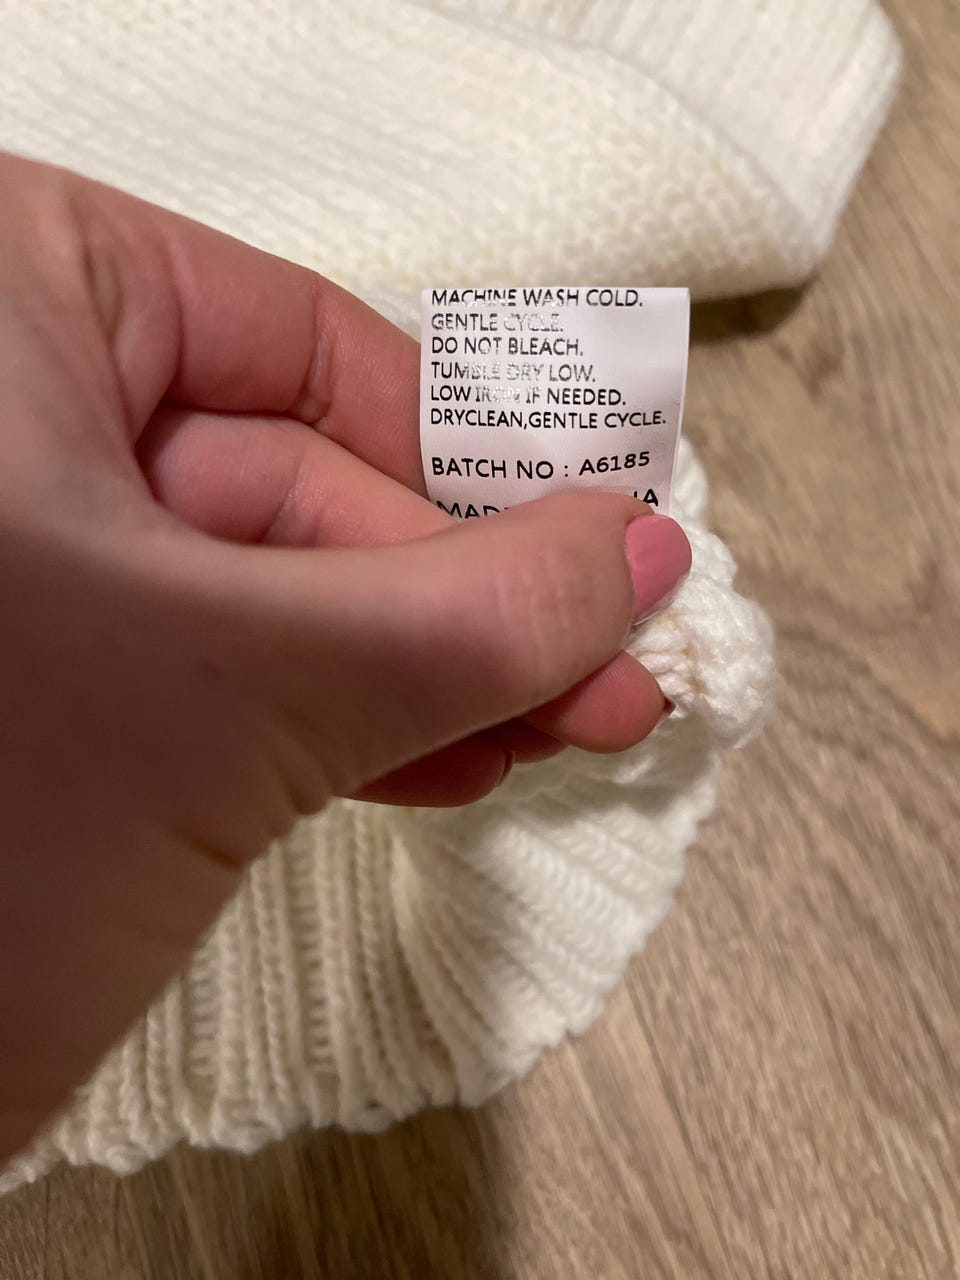 MACHINE WASH COLD.
GENTLE CYCLE.
DO NOT BLEACH.
TUMBLE DRY LOW.
LOW IRON IF NEEDED.
DRYCLEAN,GENTLE CYCLE.
BATCH NO : A6185